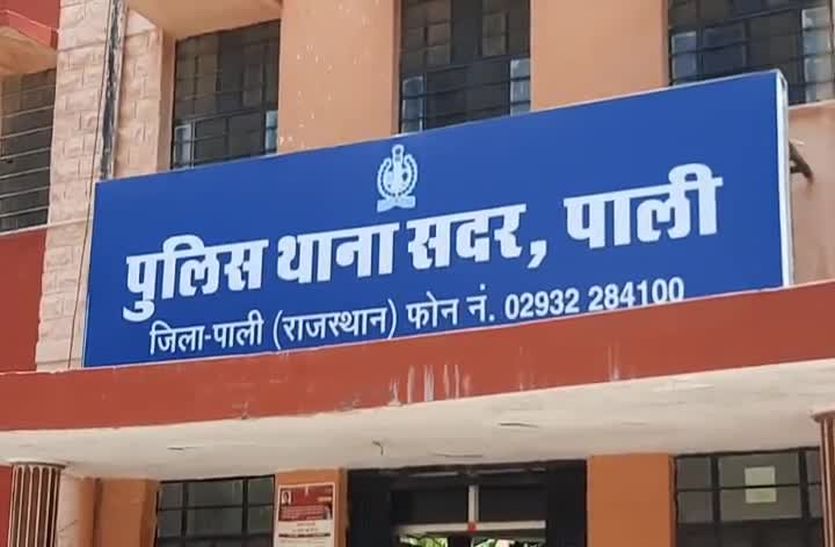 पुलिस थाना सदर, पाली
जिला-पाली (राजस्थान) फोन नं. 02932 284100